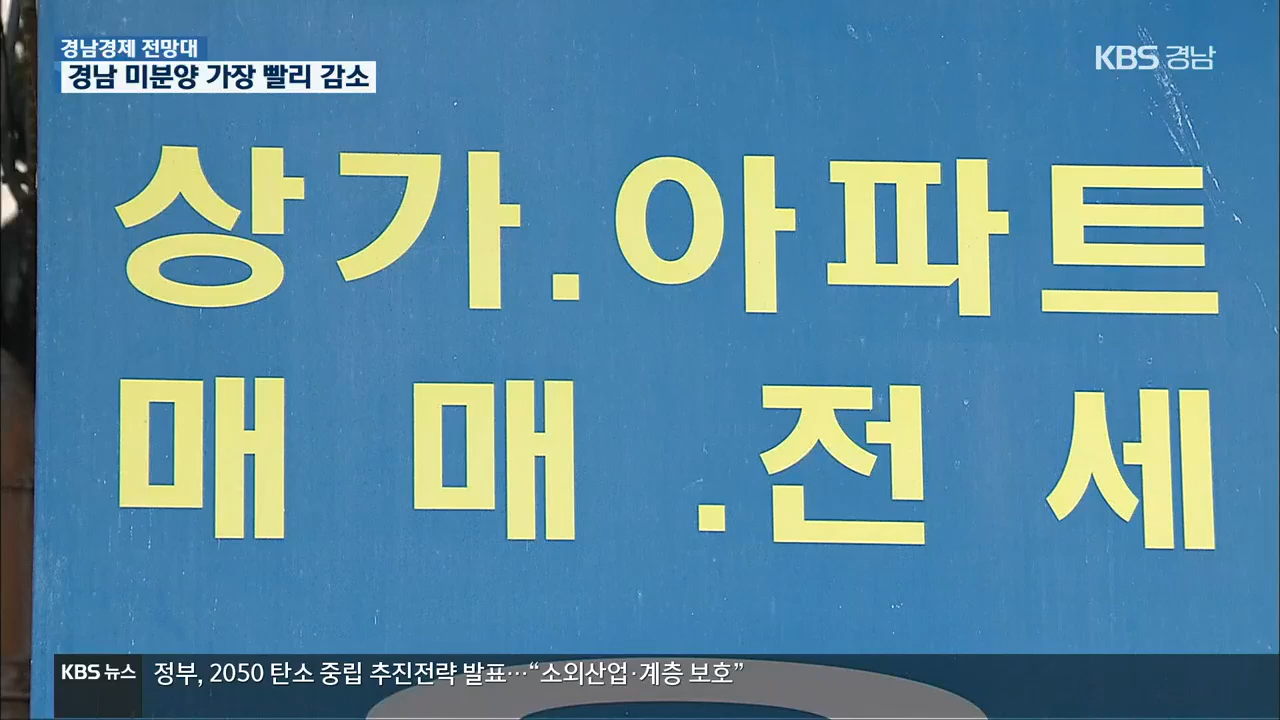 경남경제 전망대
경남 미분양 가장 빨리 감소
KBS 경남
상가.아파트
매매.전세
KBS 뉴스
정부, 2050 탄소 중립 추진전략 발표…“소외산업·계층 보호”